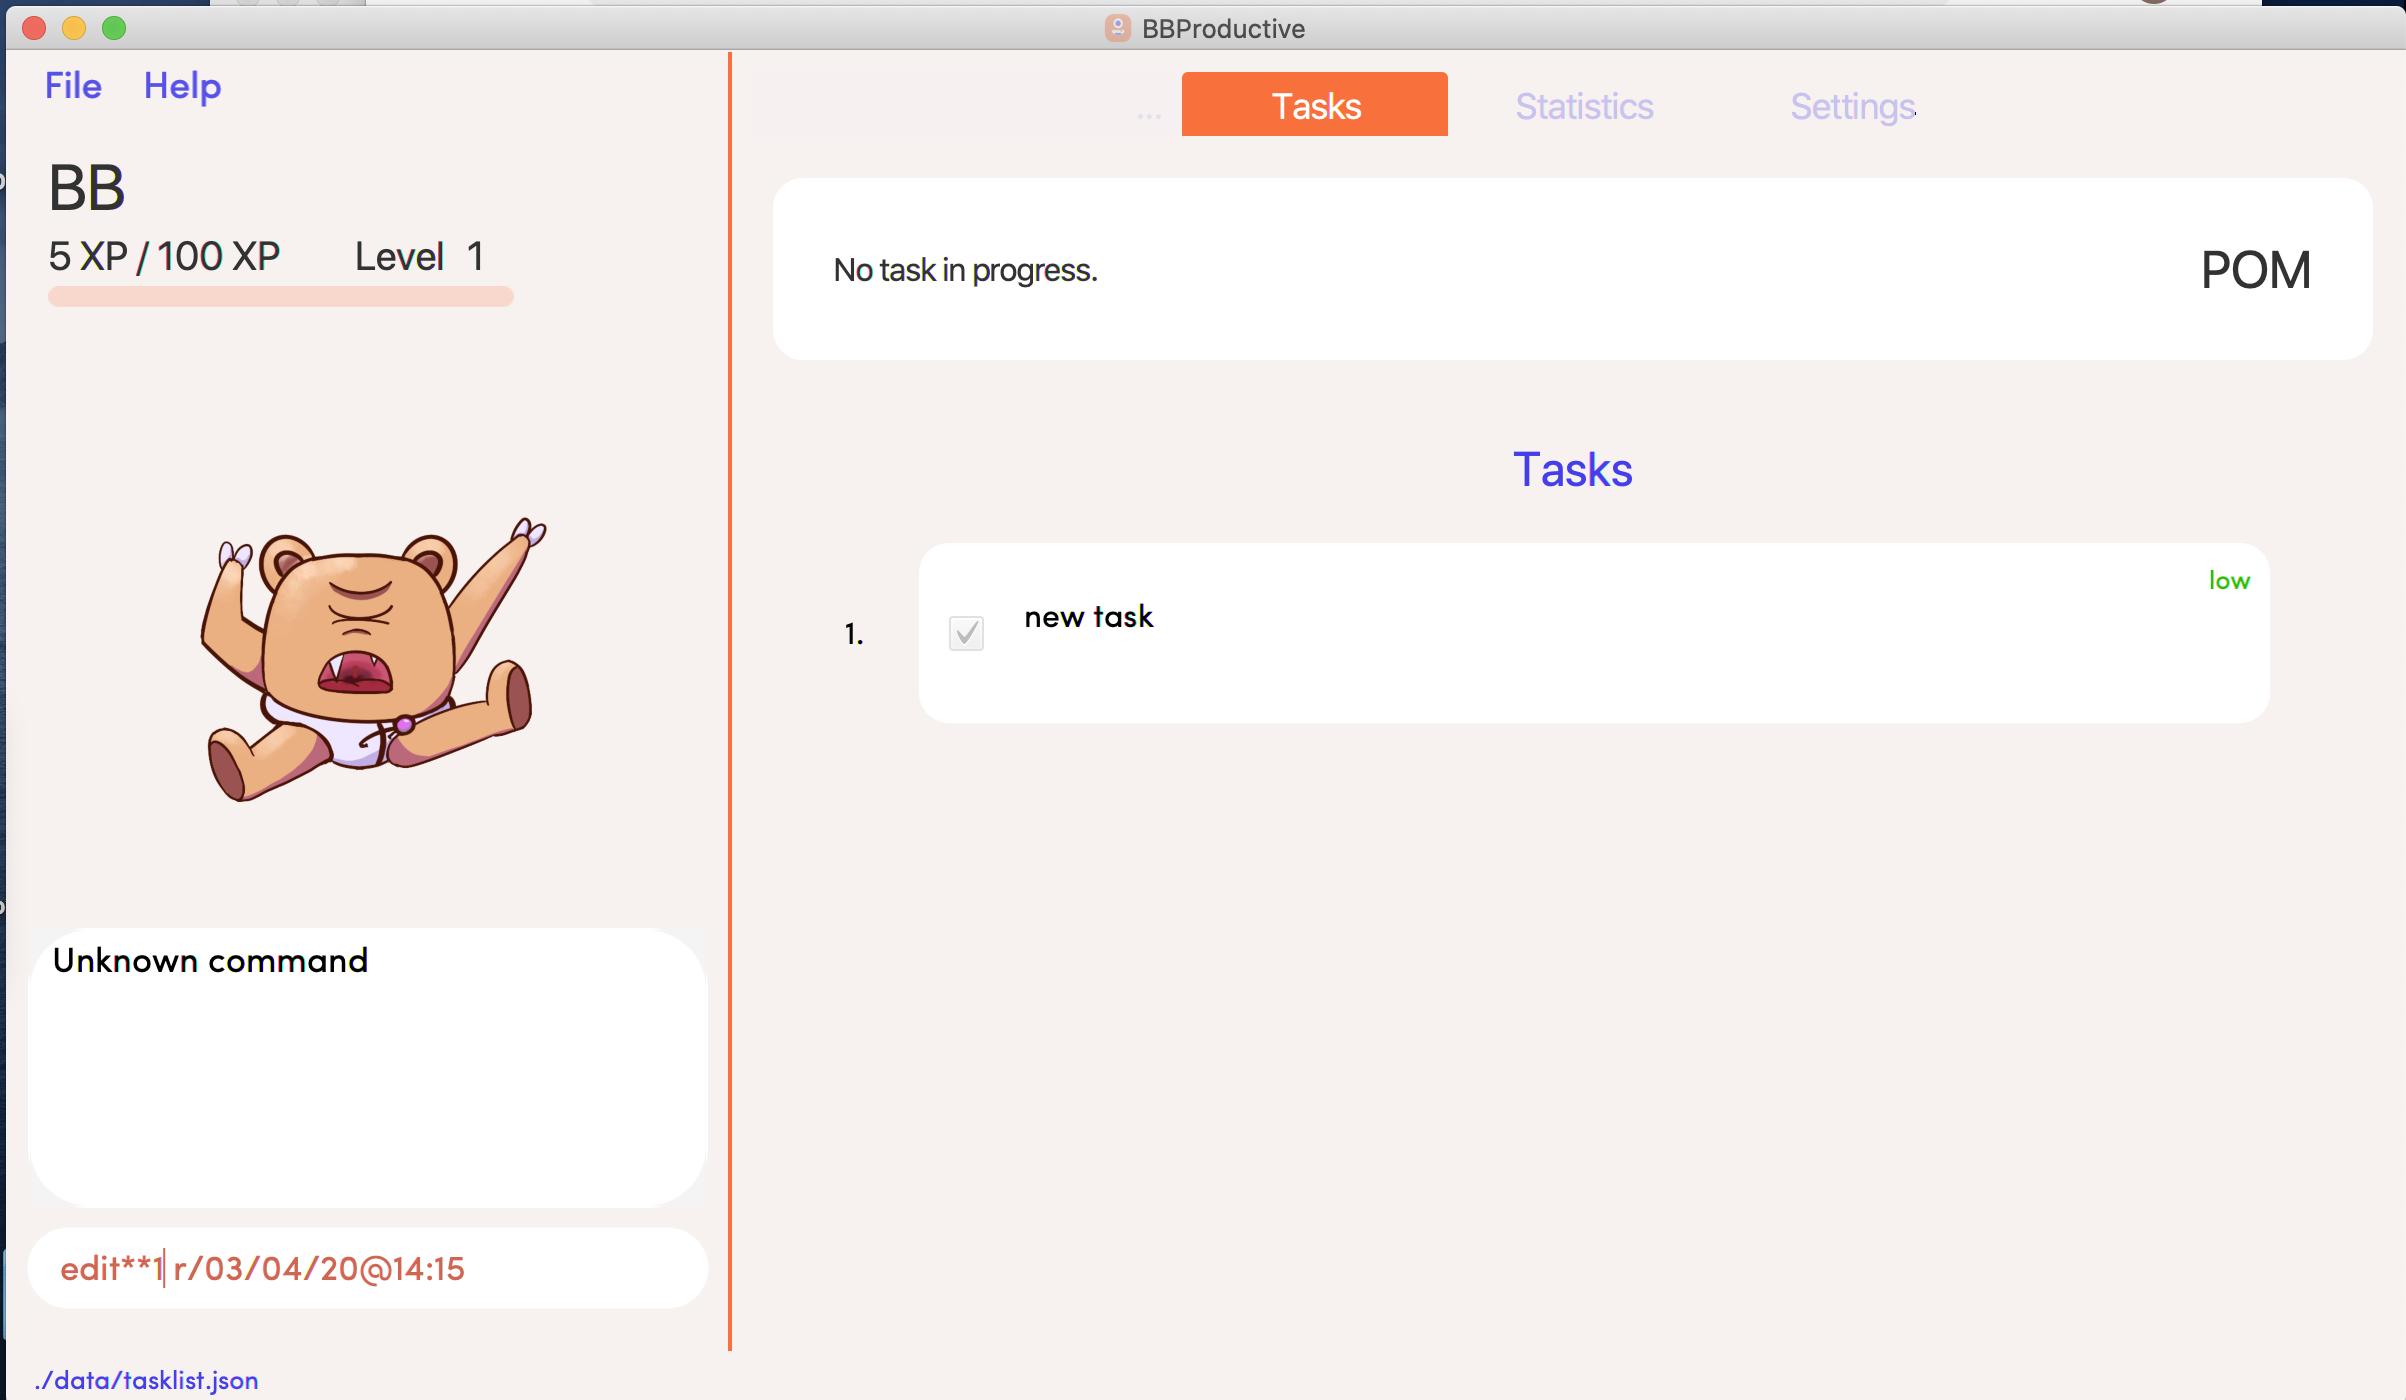 BBProductive
File Help
BB
5 XP / 100 XP Level 1
Unknown command
edit**1 r/03/04/20@14:15
./data/tasklist.json
... Tasks Statistics Settings
No task in progress. POM
Tasks
1. new task low